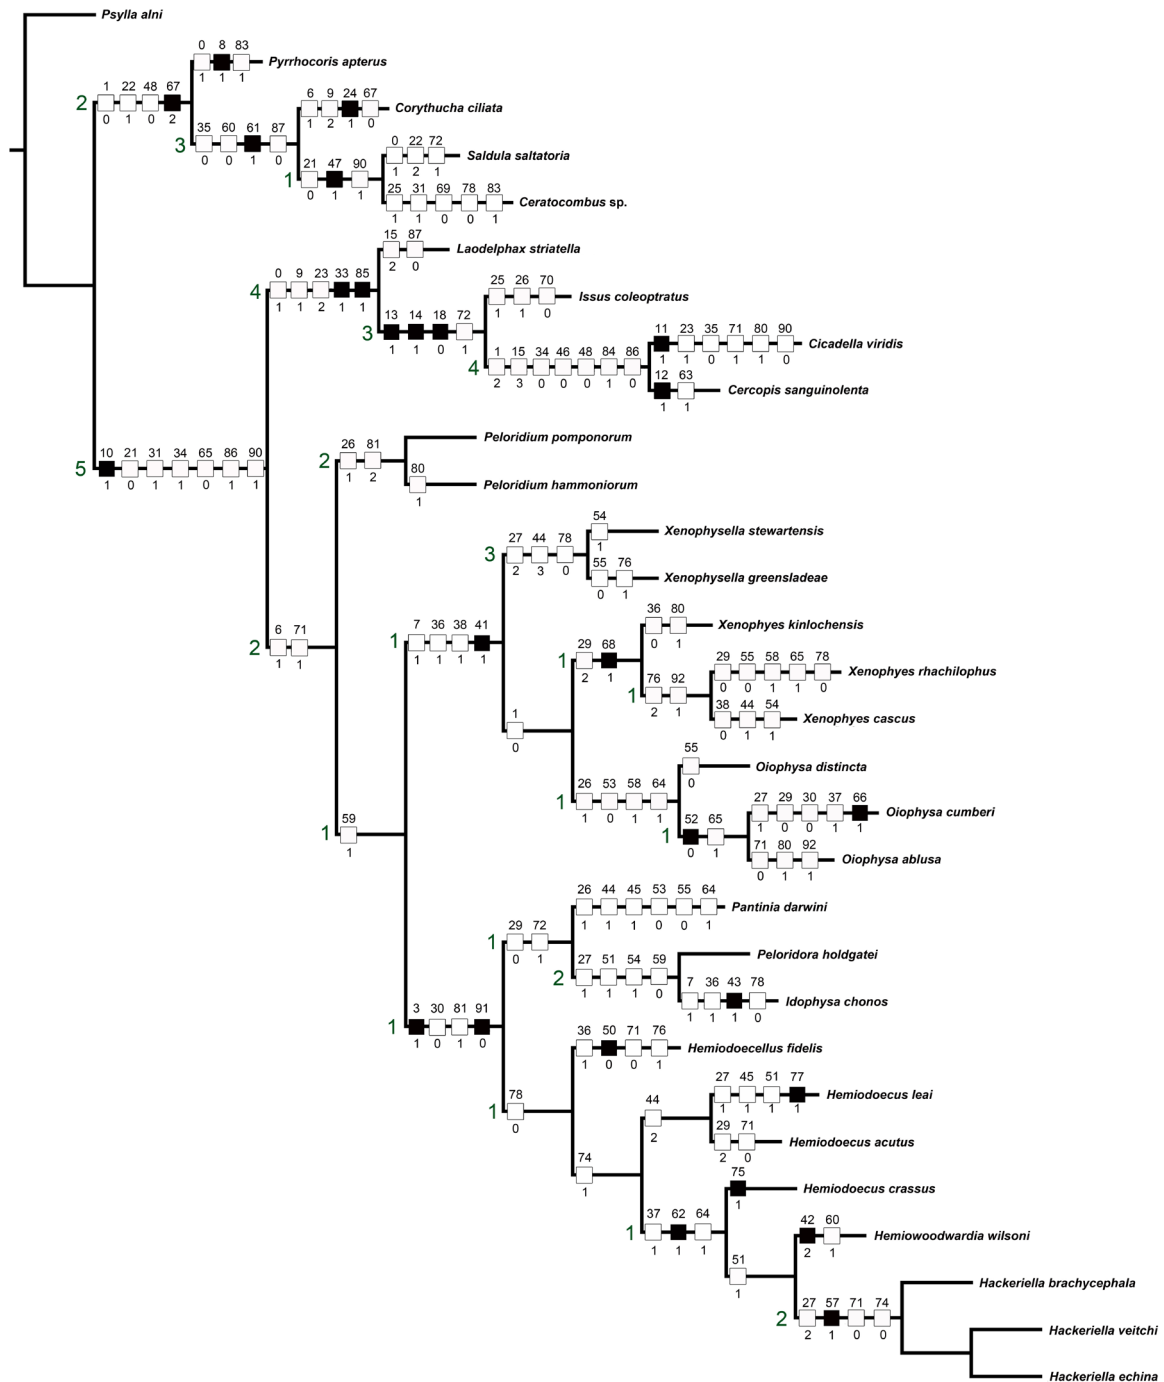 Psylla alni
0 8 83
Pyrrhocoris apterus
1 1 1
1 22 48 67
2
0 1 0 2
6 9 24 67
Corythucha ciliata
1 2 1 0
35 60 61 87
3
0 0 1 0
0 22 72
Saldula saltatoria
1 2 1
21 47 90
1
0 1 1
25 31 69 78 83
Ceratocombus sp.
1 1 0 0 1
15 87
Laodelphax striatella
2 0
0 9 23 33 85
4
1 1 2 1 1
25 26 70
Issus coleoptratus
1 1 0
13 14 18 72
3
1 1 0 1
11 23 35 71 80 90
Cicadella viridis
1 1 0 1 1 0
1 15 34 46 48 84 86
4
2 3 0 0 0 1 0
12 63
Cercopis sanguinolenta
1 1
Peloridium pomponorum
10 21 31 34 65 86 90
5
1 0 1 1 0 1 1
26 81
2
1 2
80
Peloridium hammoniorum
1
54
Xenophysella stewartensis
1
27 44 78
3
2 3 0
55 76
Xenophysella greensladeae
0 1
36 80
Xenophyes kinlochensis
0 1
6 71
2
1 1
7 36 38 41
1
1 1 1 1
29 68
1
2 1
29 55 58 65 78
Xenophyes rhachilophus
0 0 1 1 0
76 92
1
2 1
38 44 54
Xenophyes cascus
0 1 1
1
0
55
Oiophysa distincta
0
26 53 58 64
1
1 0 1 1
27 29 30 37 66
Oiophysa cumberi
1 0 0 1 1
59
1
1
52 65
1
0 1
71 80 92
Oiophysa ablusa
0 1 1
26 44 45 53 55 64
Pantinia darwini
1 1 1 0 0 1
29 72
1
0 1
Peloridora holdgatei
27 51 54 59
2
1 1 1 0
7 36 43 78
Idophysa chonos
1 1 1 0
3 30 81 91
1
1 0 1 0
36 50 71 76
Hemiodoecellus fidelis
1 0 0 1
27 45 51 77
Hemiodoecus leai
1 1 1 1
78
1
0
44
2
29 71
Hemiodoecus acutus
2 0
74
1
75
Hemiodoecus crassus
1
37 62 64
1
1 1 1
42 60
Hemiowoodwardia wilsoni
2 1
51
1
Hackeriella brachycephala
27 57 71 74
2
2 1 0 0
Hackeriella veitchi
Hackeriella echina